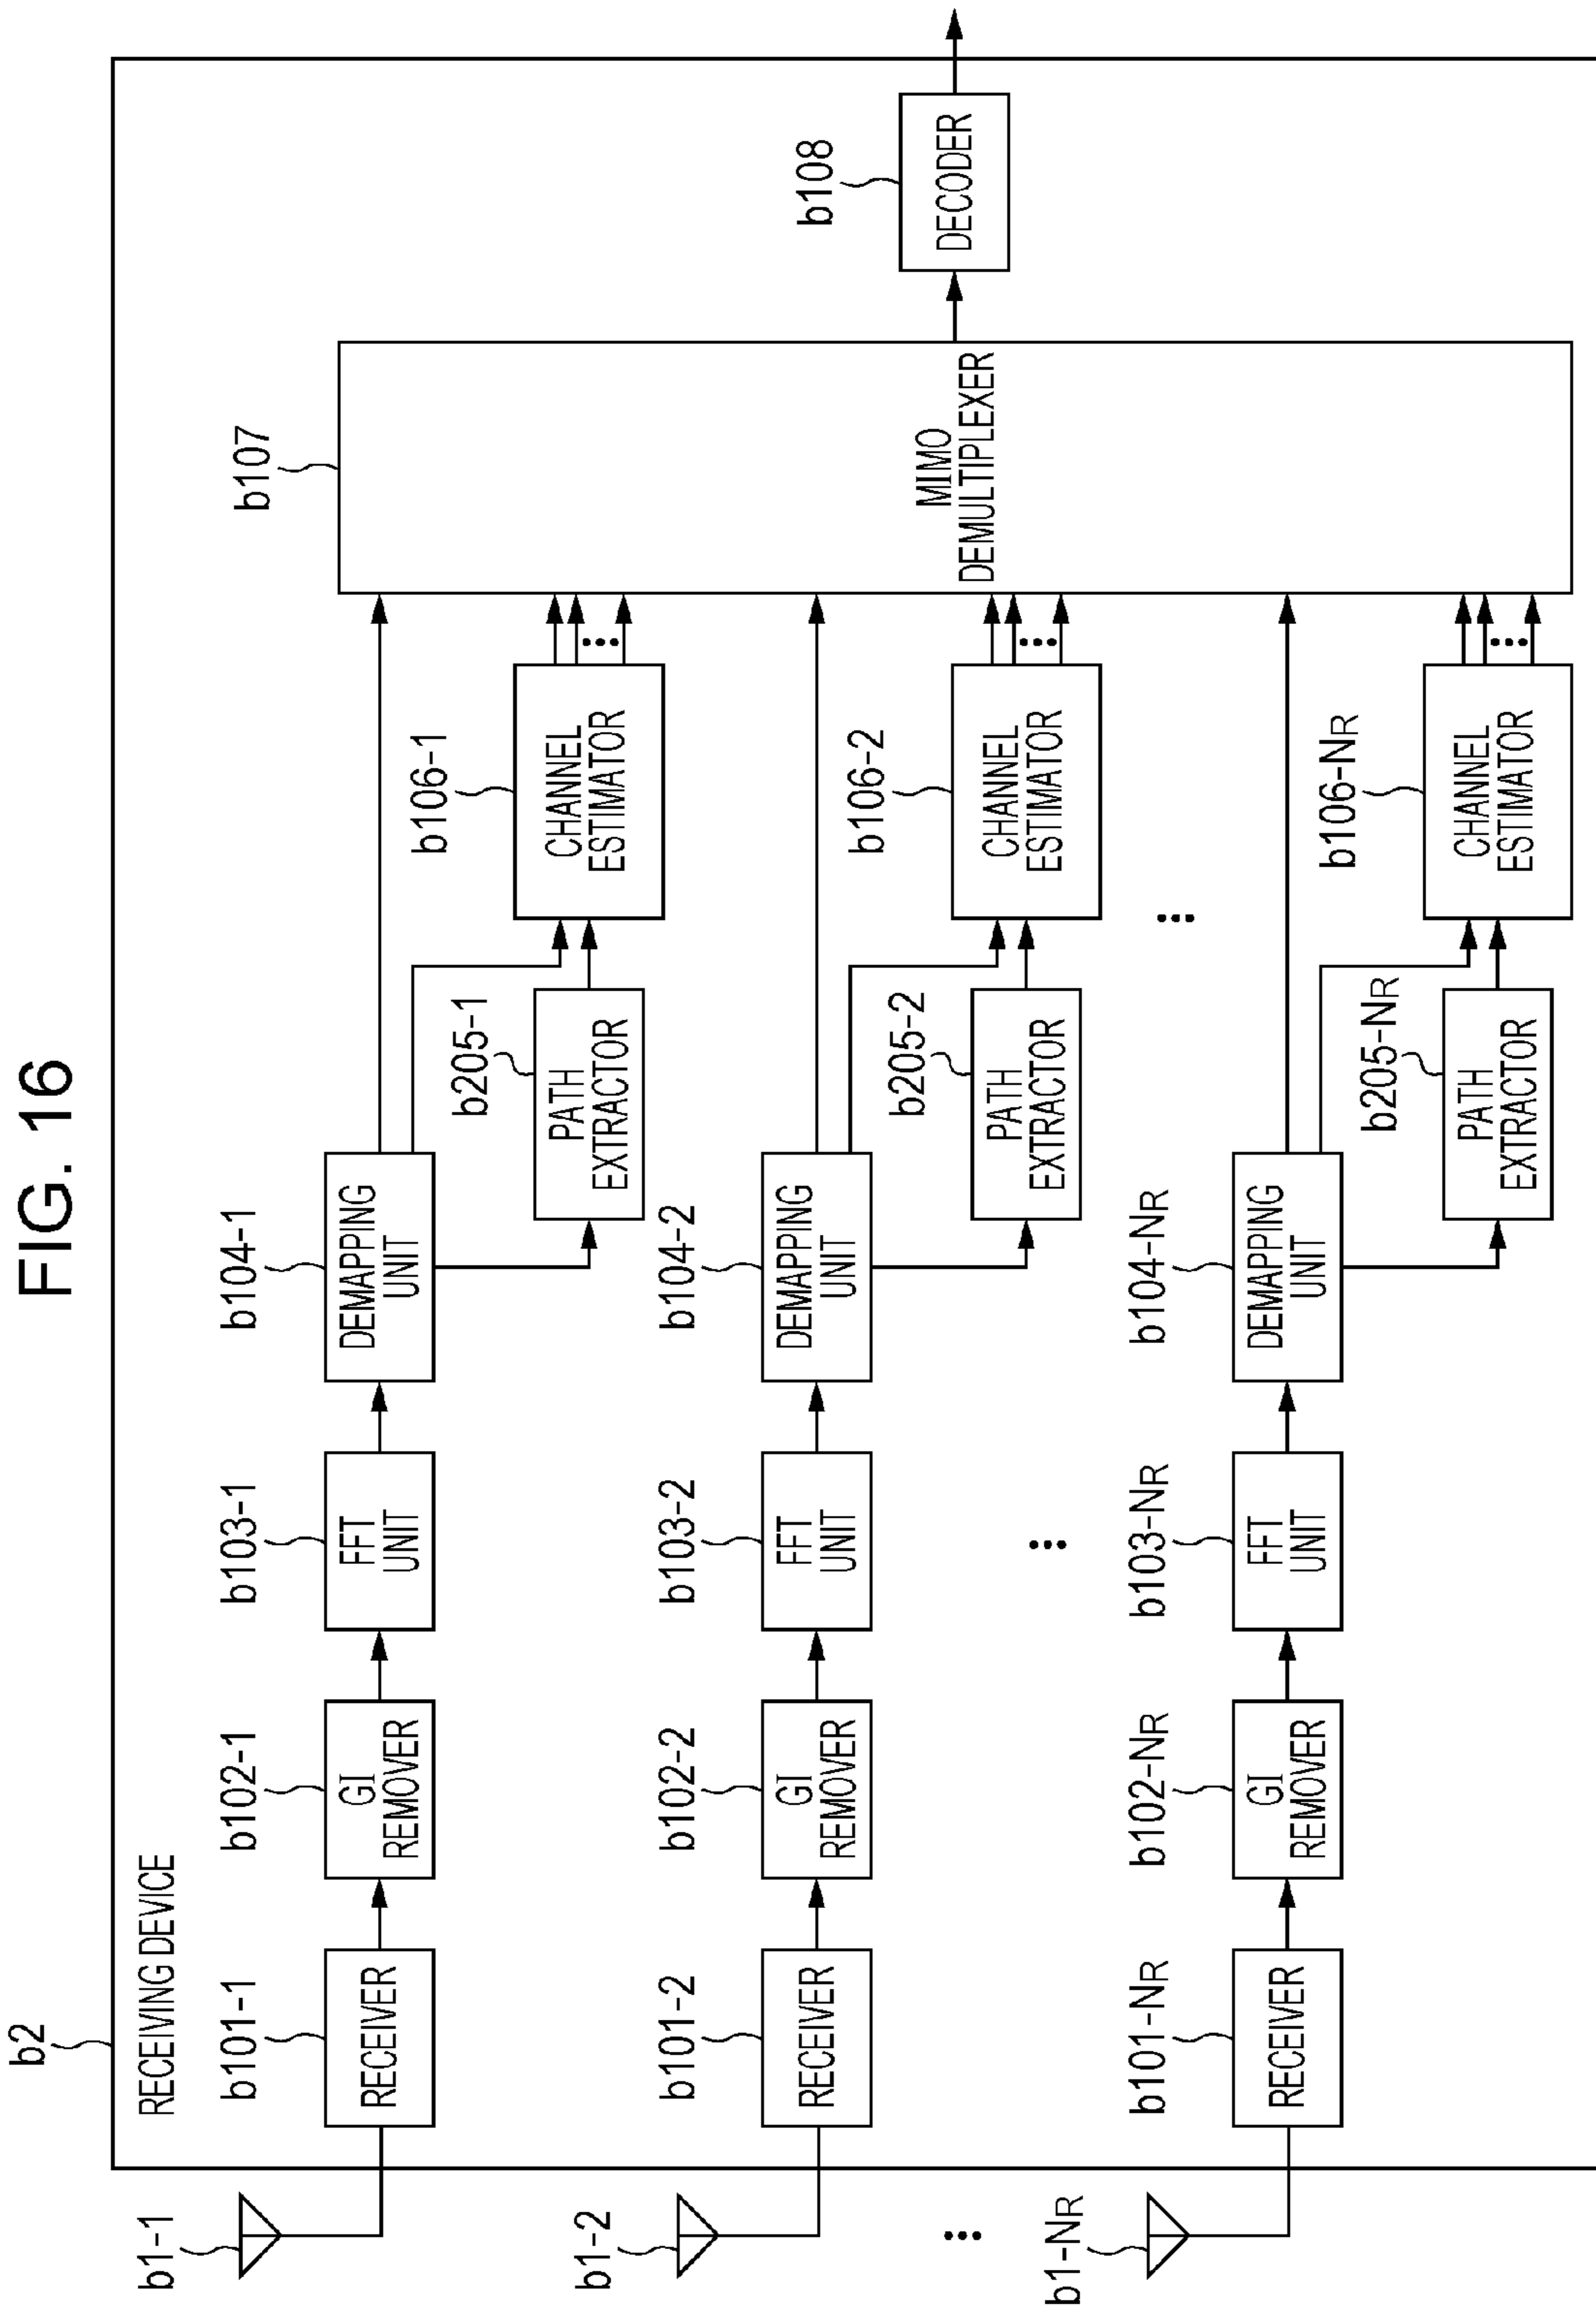 FIG. 16
b2
RECEIVING DEVICE
b1-1
b101-1
RECEIVER
b102-1
GI
REMOVER
b103-1
FFT
UNIT
b104-1
DEMAPPING
UNIT
b205-1
PATH
EXTRACTOR
b106-1
CHANNEL
ESTIMATOR
...
b107
MIMO
DEMULTIPLEXER
b108
DECODER
b1-2
b101-2
RECEIVER
b102-2
GI
REMOVER
b103-2
FFT
UNIT
b104-2
DEMAPPING
UNIT
b205-2
PATH
EXTRACTOR
b106-2
CHANNEL
ESTIMATOR
...
...
...
...
b1-NR
b101-NR
RECEIVER
b102-NR
GI
REMOVER
b103-NR
FFT
UNIT
b104-NR
DEMAPPING
UNIT
b205-NR
PATH
EXTRACTOR
b106-NR
CHANNEL
ESTIMATOR
...